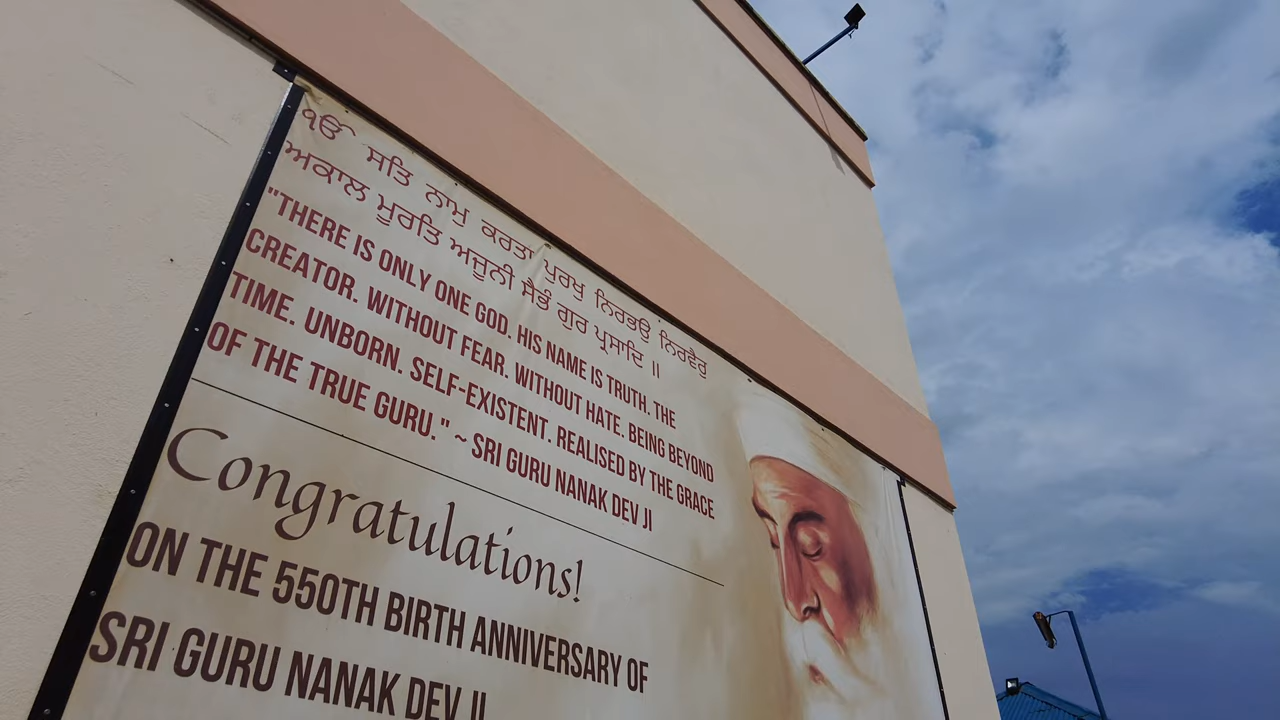 ੴ ਸਤਿ ਨਾਮੁ ਕਰਤਾ ਪੁਰਖੁ ਨਿਰਭਉ ਨਿਰਵੈਰੁ
ਅਕਾਲ ਮੂਰਤਿ ਅਜੂਨੀ ਸੈਭੰ ਗੁਰ ਪ੍ਰਸਾਦਿ ॥
"THERE IS ONLY ONE GOD. HIS NAME IS TRUTH. THE
CREATOR. WITHOUT FEAR. WITHOUT HATE. BEING BEYOND
TIME. UNBORN. SELF-EXISTENT. REALISED BY THE GRACE
OF THE TRUE GURU." ~ SRI GURU NANAK DEV JI
Congratulations!
ON THE 550TH BIRTH ANNIVERSARY OF
SRI GURU NANAK DEV JI